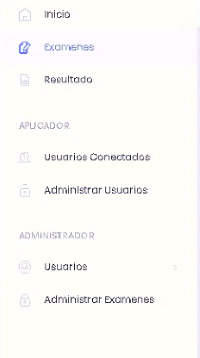 Inicio
Examenes
Resultado
APLICADOR
Usuarios Conectados
Administrar Usuarios
ADMINISTRADOR
Usuarios
Administrar Examenes